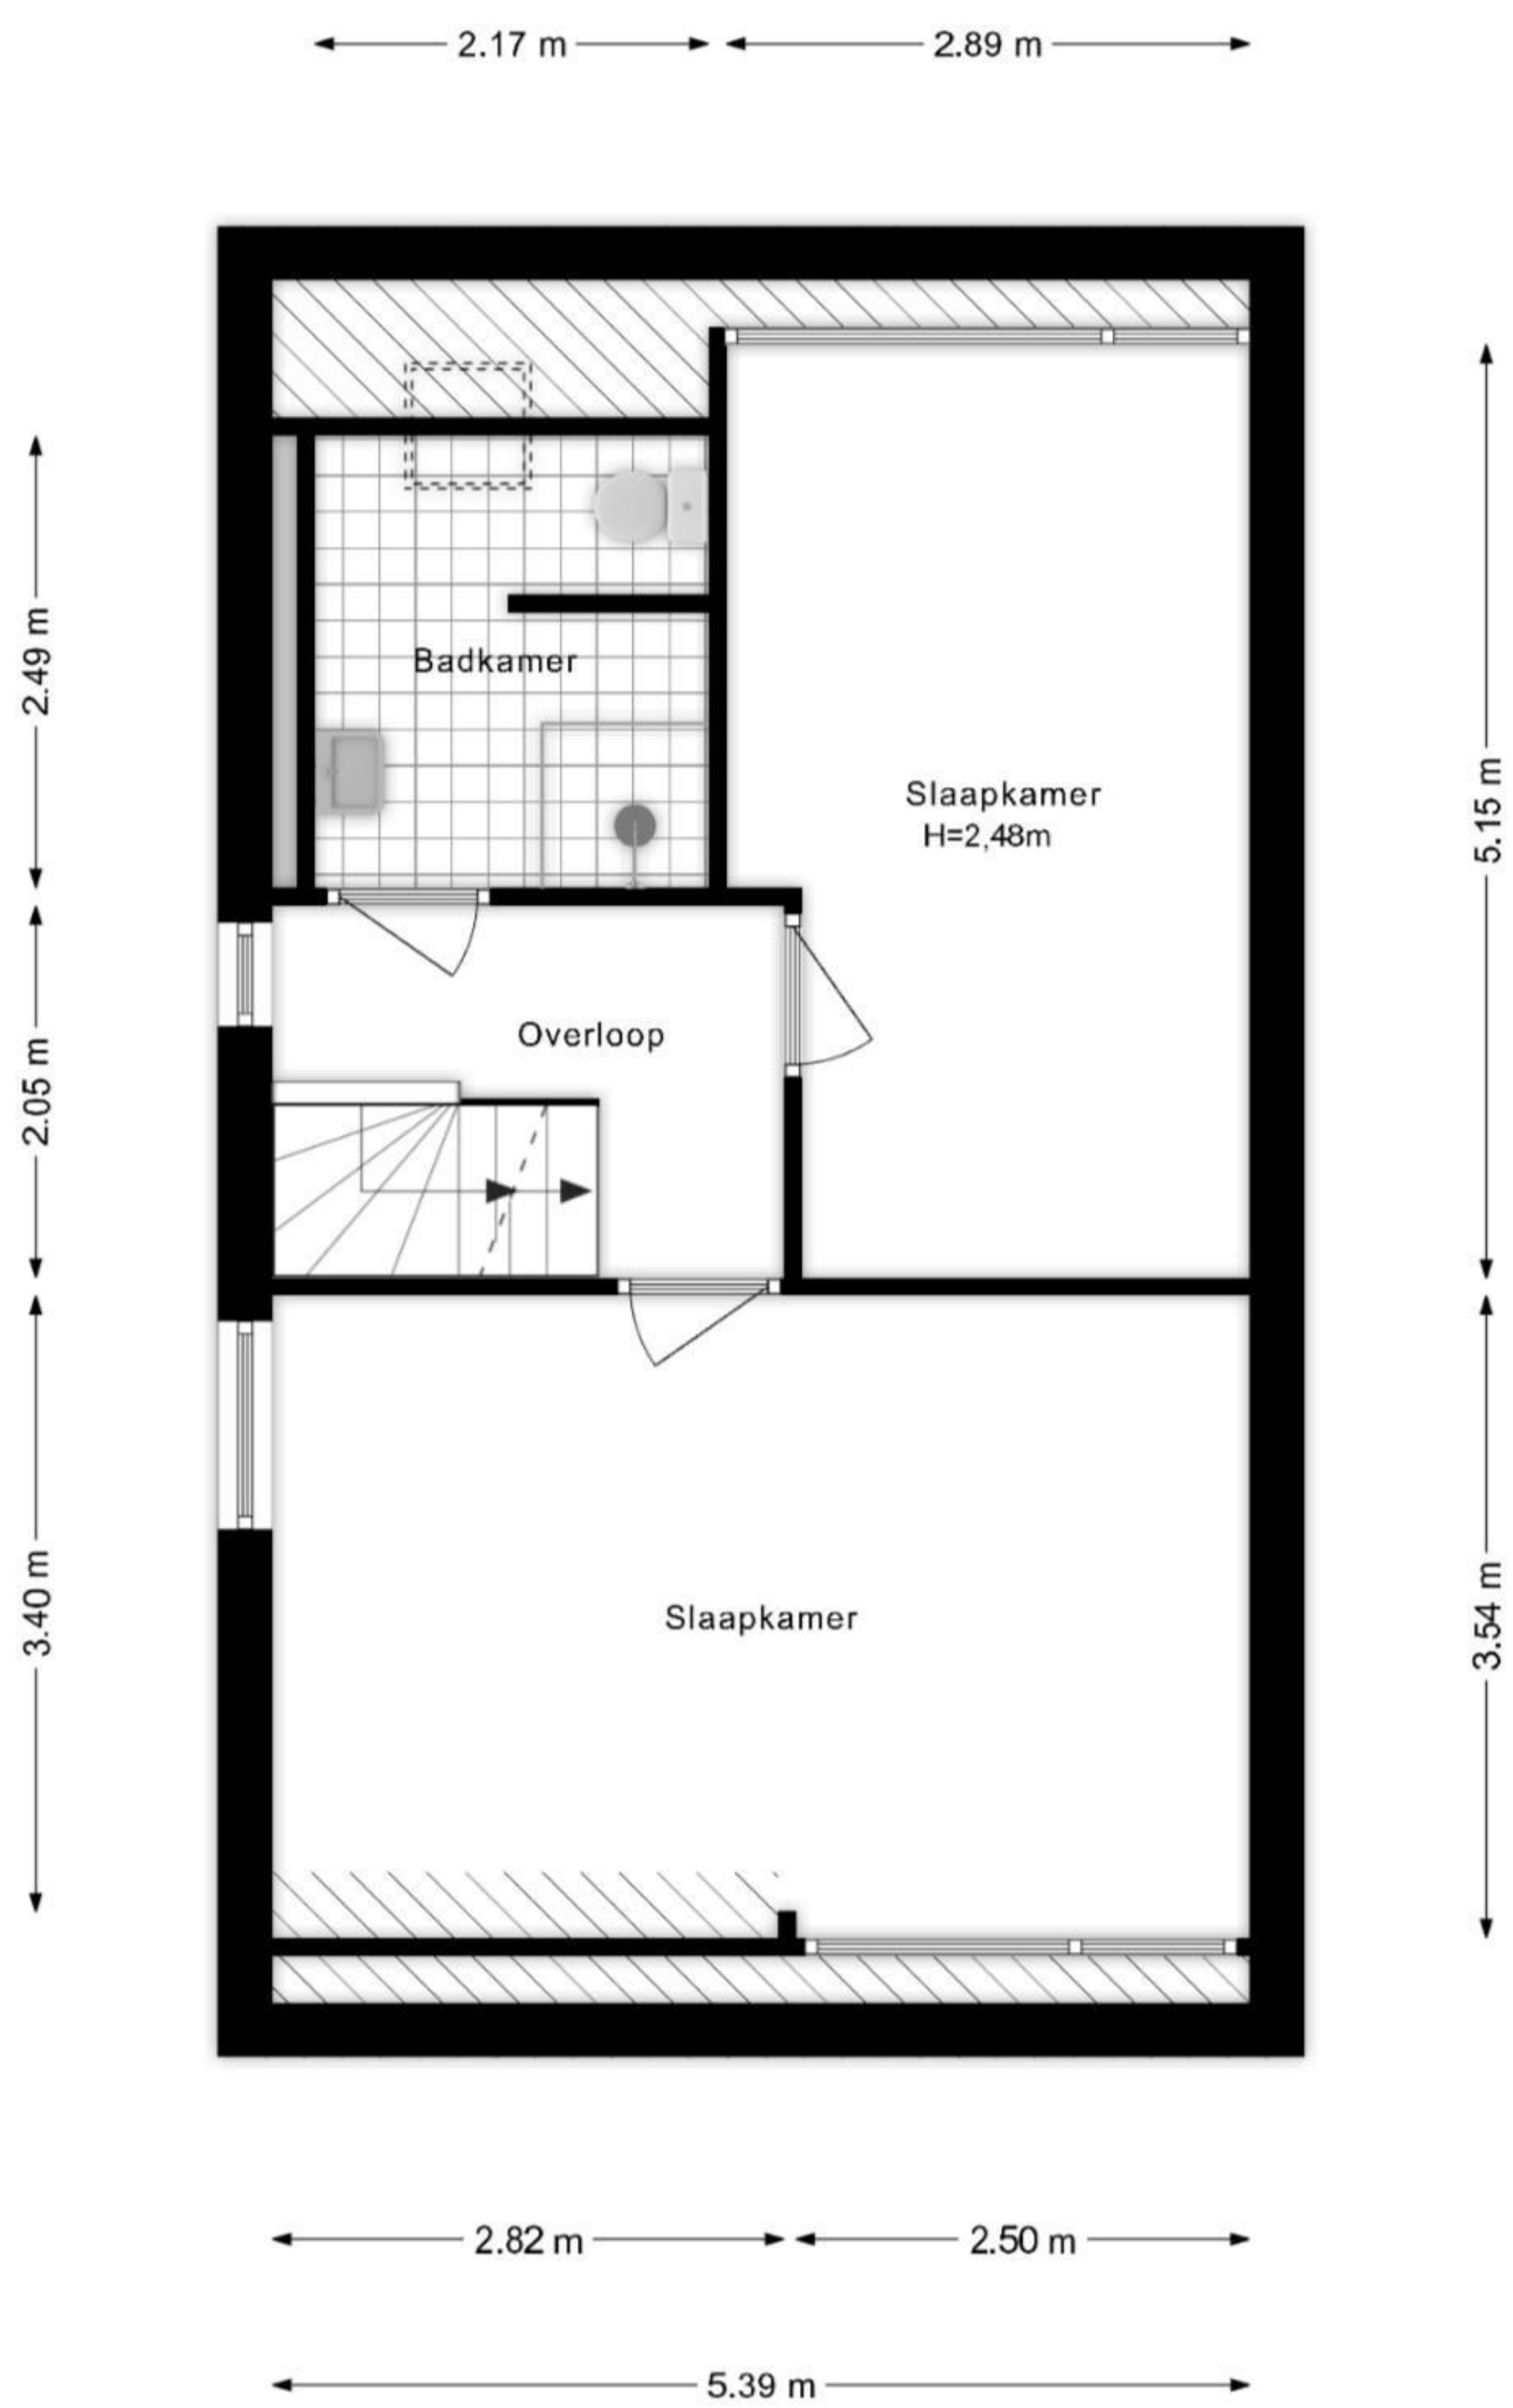 2.17 m
2.89 m
2.49 m
Badkamer
Slaapkamer
H=2,48m
5.15 m
Overloop
2.05 m
3.40 m
Slaapkamer
3.54 m
2.82 m
2.50 m
5.39 m